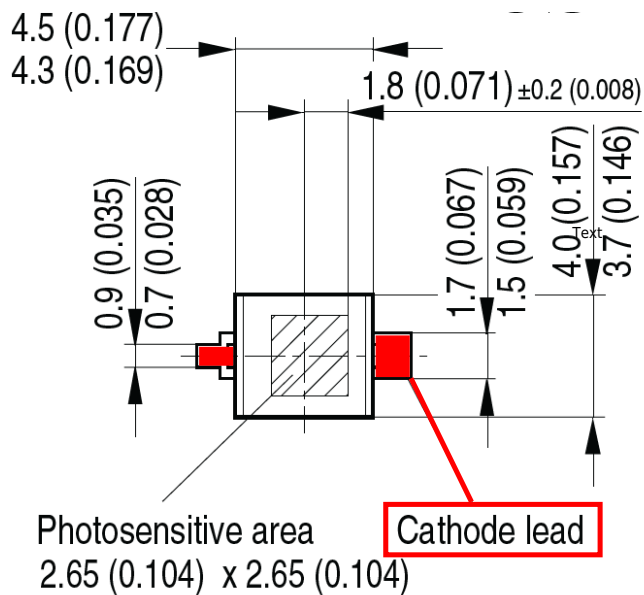 4.5 (0.177)
4.3 (0.169)
1.8 (0.071) ±0.2 (0.008)
0.9 (0.035)
0.7 (0.028)
1.7 (0.067)
1.5 (0.059)
4.0 (0.157)
Text
3.7 (0.146)
Photosensitive area
2.65 (0.104) x 2.65 (0.104)
Cathode lead